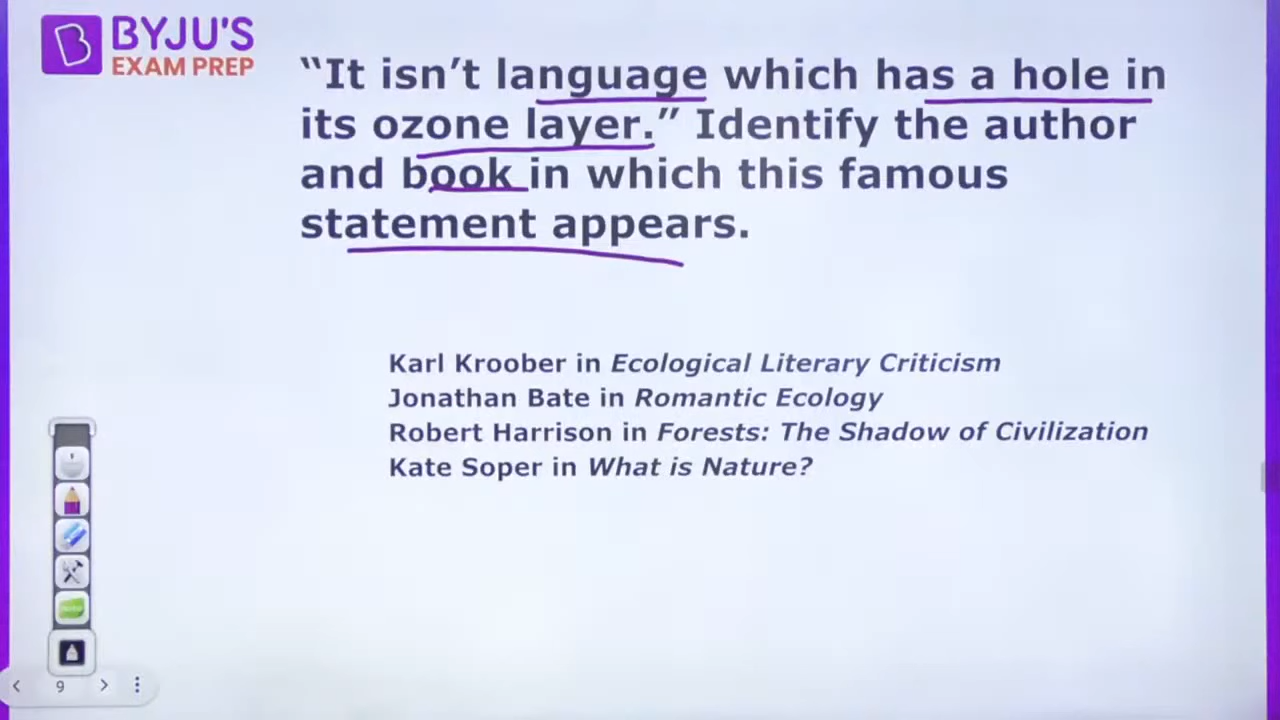 BYJU'S
EXAM PREP
“It isn’t language which has a hole in
its ozone layer.” Identify the author
and book in which this famous
statement appears.
Karl Kroober in Ecological Literary Criticism
Jonathan Bate in Romantic Ecology
Robert Harrison in Forests: The Shadow of Civilization
Kate Soper in What is Nature?
9